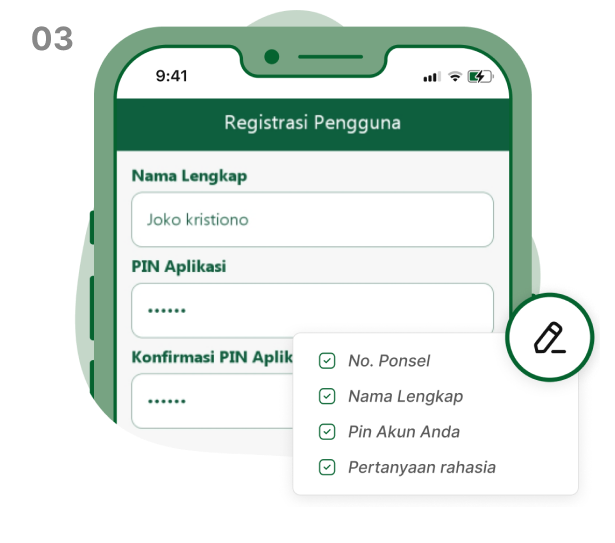 03
9:41
Registrasi Pengguna
Nama Lengkap
Joko kristiono
PIN Aplikasi
••••••
Konfirmasi PIN Aplik
••••••
No. Ponsel
Nama Lengkap
Pin Akun Anda
Pertanyaan rahasia